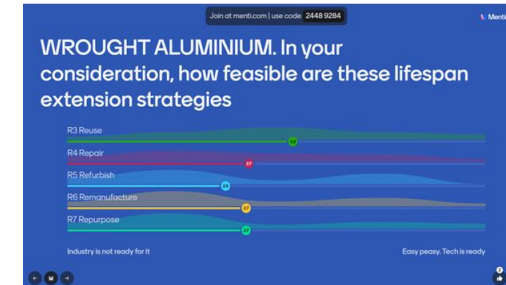 Join at menti.com | use code 2448 9284
Menti
WROUGHT ALUMINIUM. In your
consideration, how feasible are these lifespan
extension strategies
R3 Reuse
R4 Repair
R5 Refurbish
R6 Remanufacture
R7 Repurpose
Industry is not ready for it
Easy peasy. Tech is ready